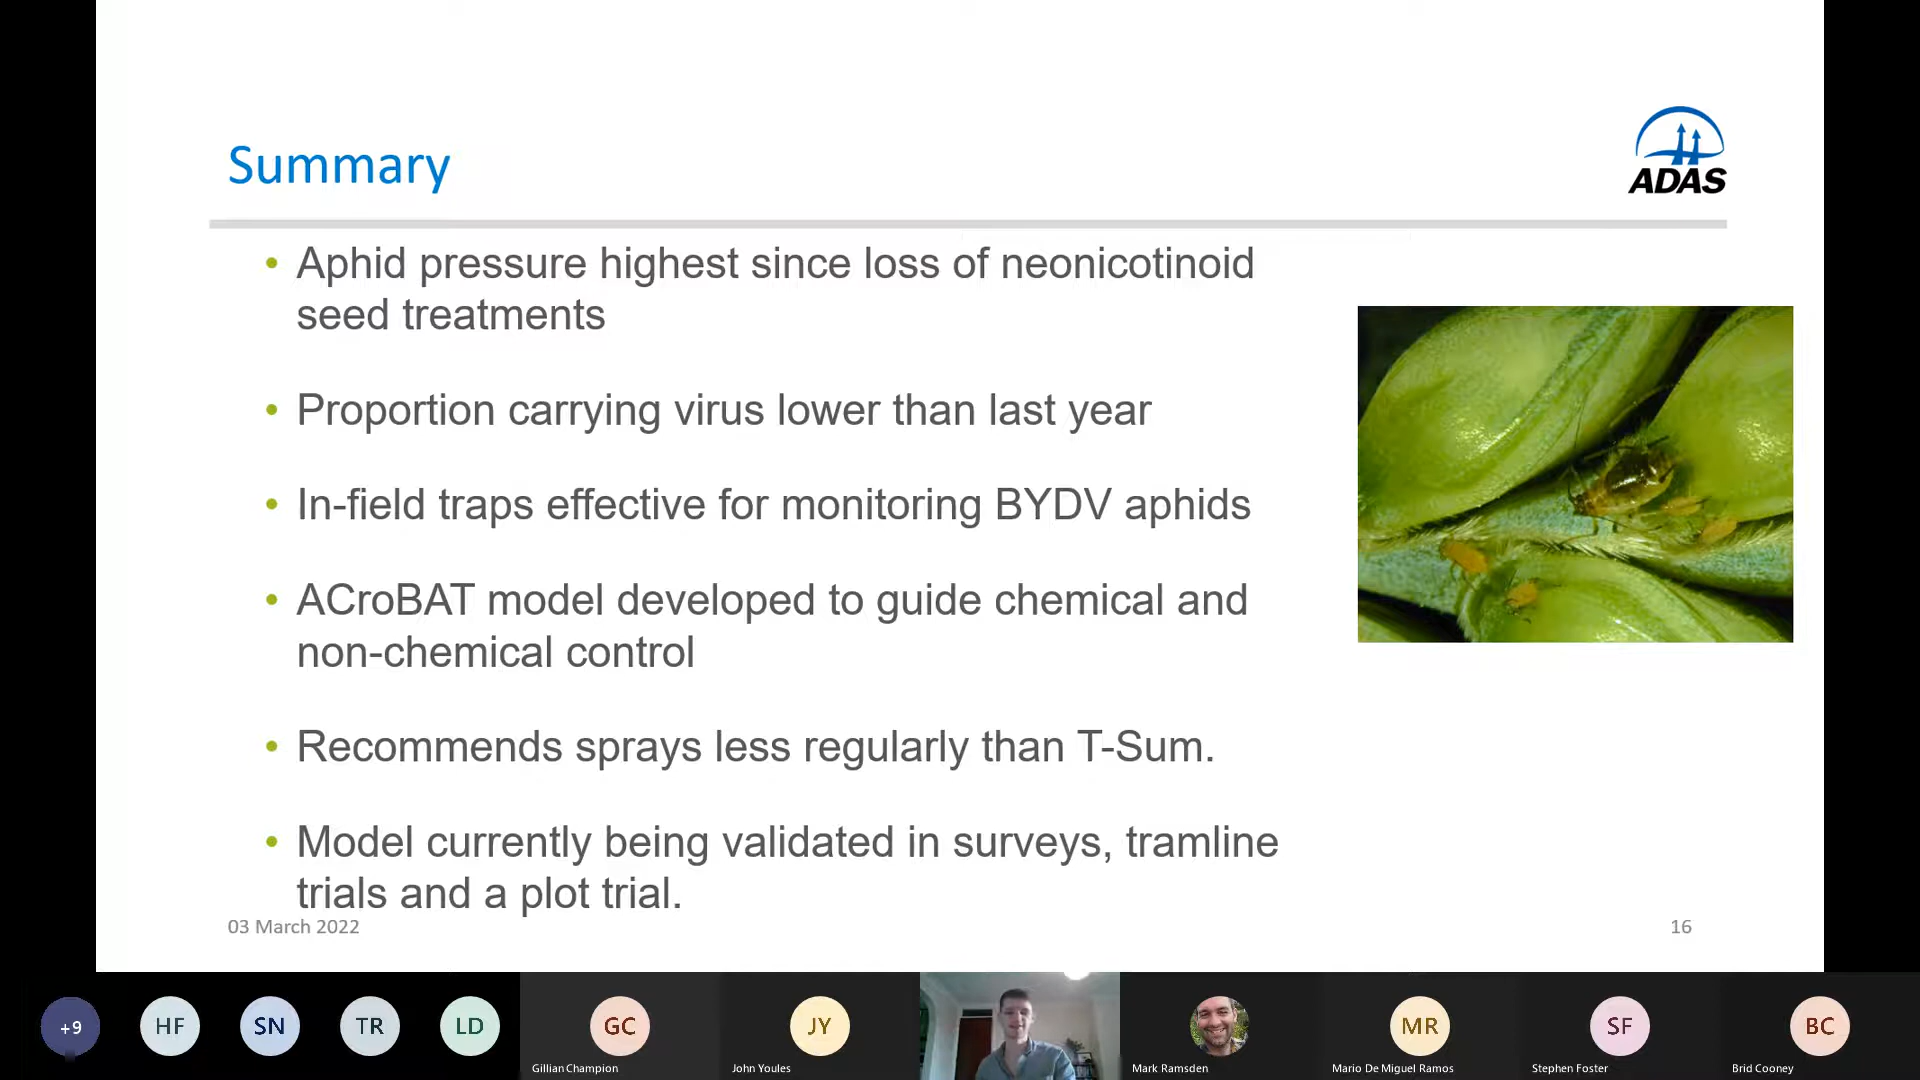 Summary
ADAS
• Aphid pressure highest since loss of neonicotinoid
seed treatments
• Proportion carrying virus lower than last year
• In-field traps effective for monitoring BYDV aphids
• ACroBAT model developed to guide chemical and
non-chemical control
• Recommends sprays less regularly than T-Sum.
• Model currently being validated in surveys, tramline
trials and a plot trial.
03 March 2022
16
+9
HF
SN
TR
LD
GC
JY
MR
SF
BC
Gillian Champion
John Youles
Mark Ramsden
Mario De Miguel Ramos
Stephen Foster
Brid Cooney